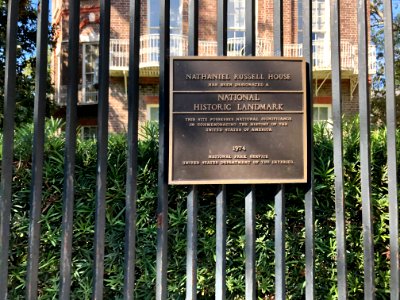 NATHANIEL RUSSELL HOUSE
HAS BEEN DESIGNATED A
NATIONAL
HISTORIC LANDMARK
THIS SITE POSSESSES NATIONAL SIGNIFICANCE
IN COMMEMORATING THE HISTORY OF THE
UNITED STATES OF AMERICA
1974
NATIONAL PARK SERVICE
UNITED STATES DEPARTMENT OF THE INTERIOR